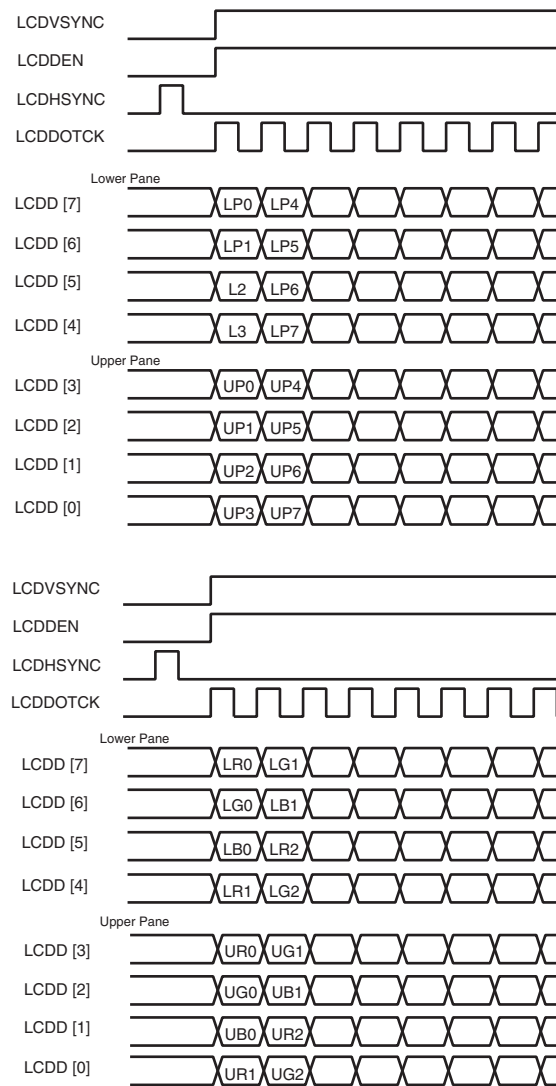 LCDVSYNC
LCDDEN
LCDHSYNC
LCDDOTCK
Lower Pane
LCDD [7] LP0 LP4
LCDD [6] LP1 LP5
LCDD [5] L2 LP6
LCDD [4] L3 LP7
Upper Pane
LCDD [3] UP0 UP4
LCDD [2] UP1 UP5
LCDD [1] UP2 UP6
LCDD [0] UP3 UP7
LCDVSYNC
LCDDEN
LCDHSYNC
LCDDOTCK
Lower Pane
LCDD [7] LR0 LG1
LCDD [6] LG0 LB1
LCDD [5] LB0 LR2
LCDD [4] LR1 LG2
Upper Pane
LCDD [3] UR0 UG1
LCDD [2] UG0 UB1
LCDD [1] UB0 UR2
LCDD [0] UR1 UG2